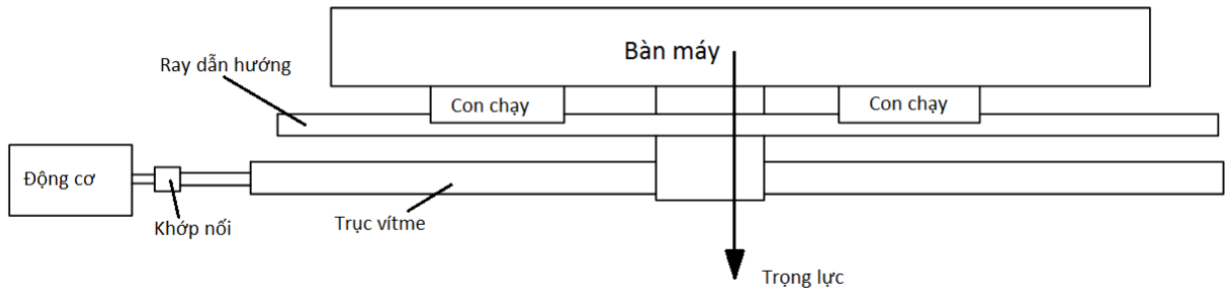 Bàn máy
Ray dẫn hướng
Con chạy
Con chạy
Động cơ
Khớp nối
Trục vítme
Trọng lực